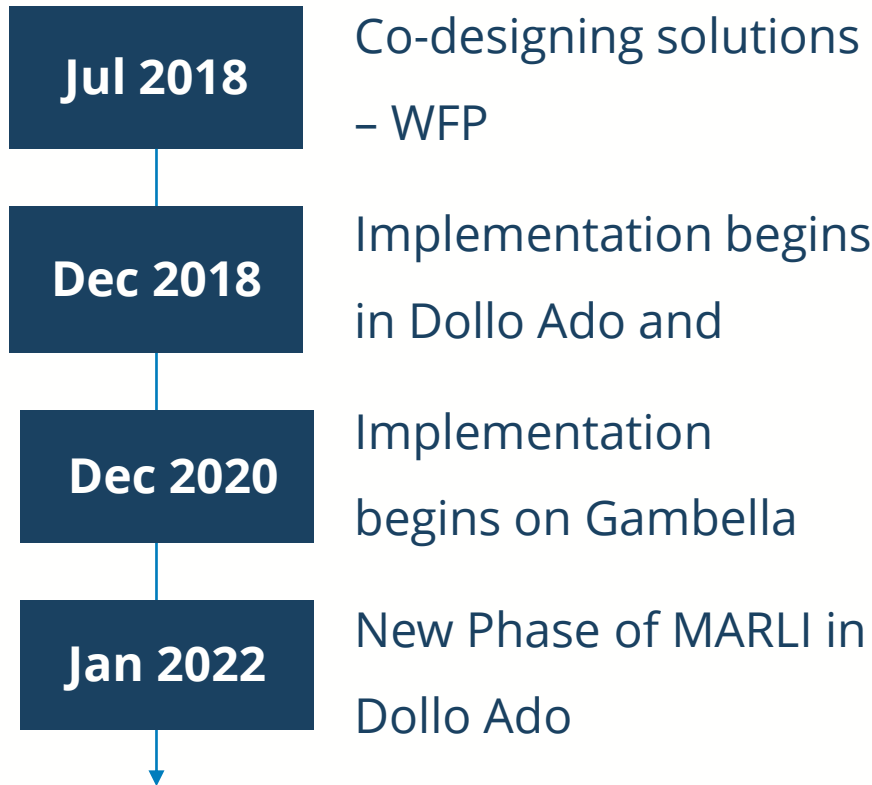 Jul 2018
Co-designing solutions
– WFP
Dec 2018
Implementation begins
in Dollo Ado and
Dec 2020
Implementation
begins on Gambella
Jan 2022
New Phase of MARLI in
Dollo Ado